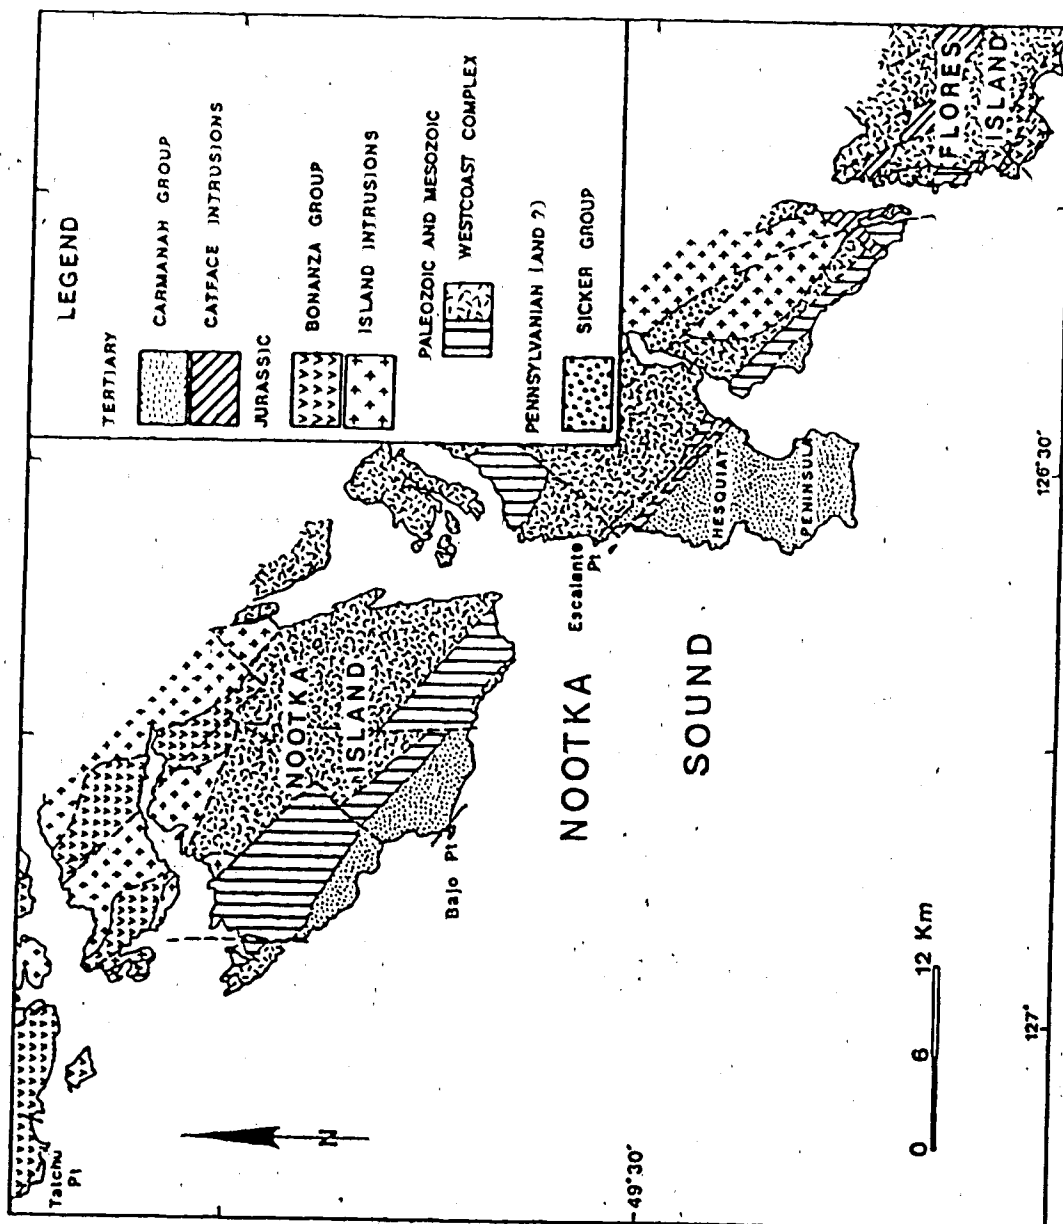 LEGEND
TERTIARY
CARMANAH GROUP
CATFACE INTRUSIONS
JURASSIC
BONANZA GROUP
ISLAND INTRUSIONS
PALEOZOIC AND MESOZOIC
WESTCOAST COMPLEX
PENNSYLVANIAN (AND ?)
SICKER GROUP
Tatchu
Pt
N
NOOTKA
ISLAND
Bajo Pt
Escalante
Pt
HESQUIAT
PENINSULA
FLORES
ISLAND
NOOTKA
SOUND
49°30'
0 6 12 Km
127°
126°30'